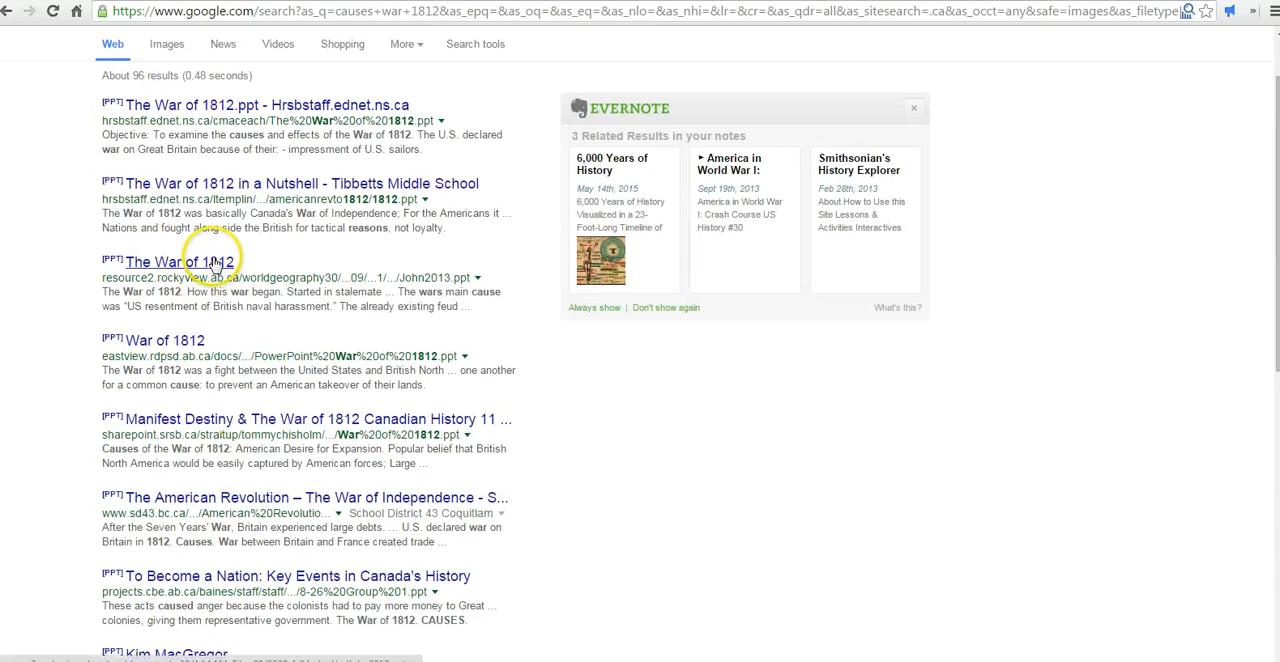 https://www.google.com/search?as_q=causes+war+1812&as_epq=&as_oq=&as_eq=&as_nlo=&as_nhi=&lr=&cr=&as_qdr=all&as_sitesearch=.ca&as_occt=any&safe=images&as_filetype
Web Images News Videos Shopping More Search tools
About 96 results (0.48 seconds)
[PPT] The War of 1812.ppt - Hrsbstaff.ednet.ns.ca
hrsbstaff.ednet.ns.ca/cmaceach/The%20War%20of%201812.ppt
Objective: To examine the causes and effects of the War of 1812. The U.S. declared
war on Great Britain because of their: - impressment of U.S. sailors.
[PPT] The War of 1812 in a Nutshell - Tibbetts Middle School
hrsbstaff.ednet.ns.ca/ltemplin/.../americanrevto1812/1812.ppt
The War of 1812 was basically Canada's War of Independence; For the Americans it ...
Nations and fought along side the British for tactical reasons, not loyalty.
[PPT] The War of 1812
resource2.rockyview.ab.ca/worldgeography30/...09/...1/.../John2013.ppt
The War of 1812. How this war began. Started in stalemate ... The wars main cause
was “US resentment of British naval harassment.” The already existing feud ...
[PPT] War of 1812
eastview.rdpsd.ab.ca/docs/.../PowerPoint%20War%20of%201812.ppt
The War of 1812 was a fight between the United States and British North ... one another
for a common cause: to prevent an American takeover of their lands.
[PPT] Manifest Destiny & The War of 1812 Canadian History 11 ...
sharepoint.srsb.ca/straitup/tommychisholm/.../War%20of%201812.ppt
Causes of the War of 1812: American Desire for Expansion. Popular belief that British
North America would be easily captured by American forces; Large ...
[PPT] The American Revolution – The War of Independence - S...
www.sd43.bc.ca/.../American%20Revolutio... School District 43 Coquitlam
After the Seven Years' War, Britain experienced large debts. ... U.S. declared war on
Britain in 1812. Causes. War between Britain and France created trade ...
[PPT] To Become a Nation: Key Events in Canada's History
projects.cbe.ab.ca/baines/staff/staff/.../8-26%20Group%201.ppt
These acts caused anger because the colonists had to pay more money to Great ...
colonies, giving them representative government. The War of 1812. CAUSES.
[PPT] Kim MacGregor
EVERNOTE
3 Related Results in your notes
6,000 Years of
History
May 14th, 2015
6,000 Years of History
Visualized in a 23-
Foot-Long Timeline of
America in
World War I:
Sept 19th, 2013
America in World War
I: Crash Course US
History #30
Smithsonian's
History Explorer
Feb 28th, 2013
About How to Use this
Site Lessons &
Activities Interactives
Always show | Don't show again What's this?